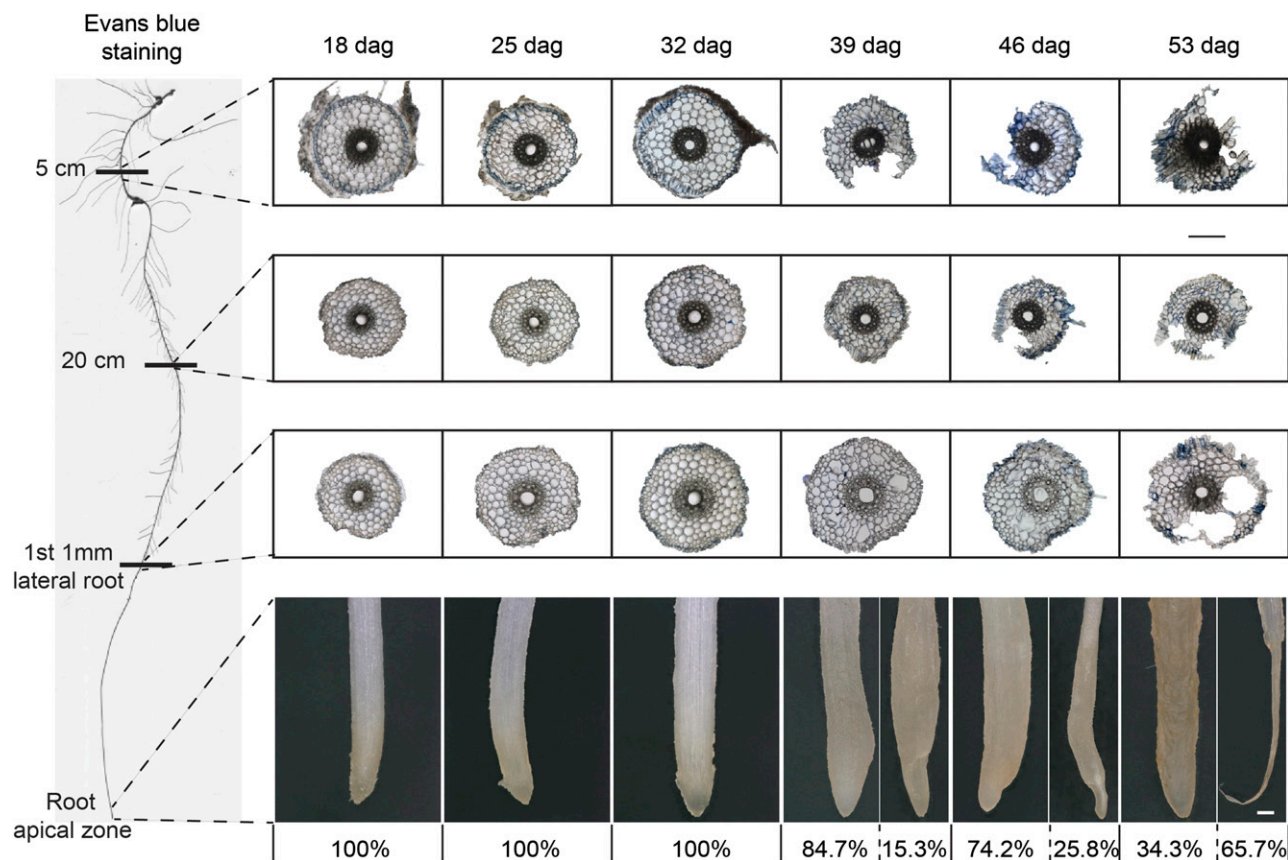 Evans blue
staining
18 dag
25 dag
32 dag
39 dag
46 dag
53 dag
5 cm
20 cm
1st 1mm
lateral root
Root
apical zone
100%
100%
100%
84.7%
15.3%
74.2%
25.8%
34.3%
65.7%